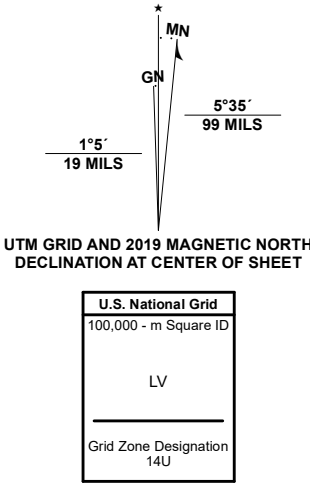 ★
MN
GN
5°35´
99 MILS
1°5´
19 MILS
UTM GRID AND 2019 MAGNETIC NORTH
DECLINATION AT CENTER OF SHEET
U.S. National Grid
100,000 - m Square ID
LV
Grid Zone Designation
14U